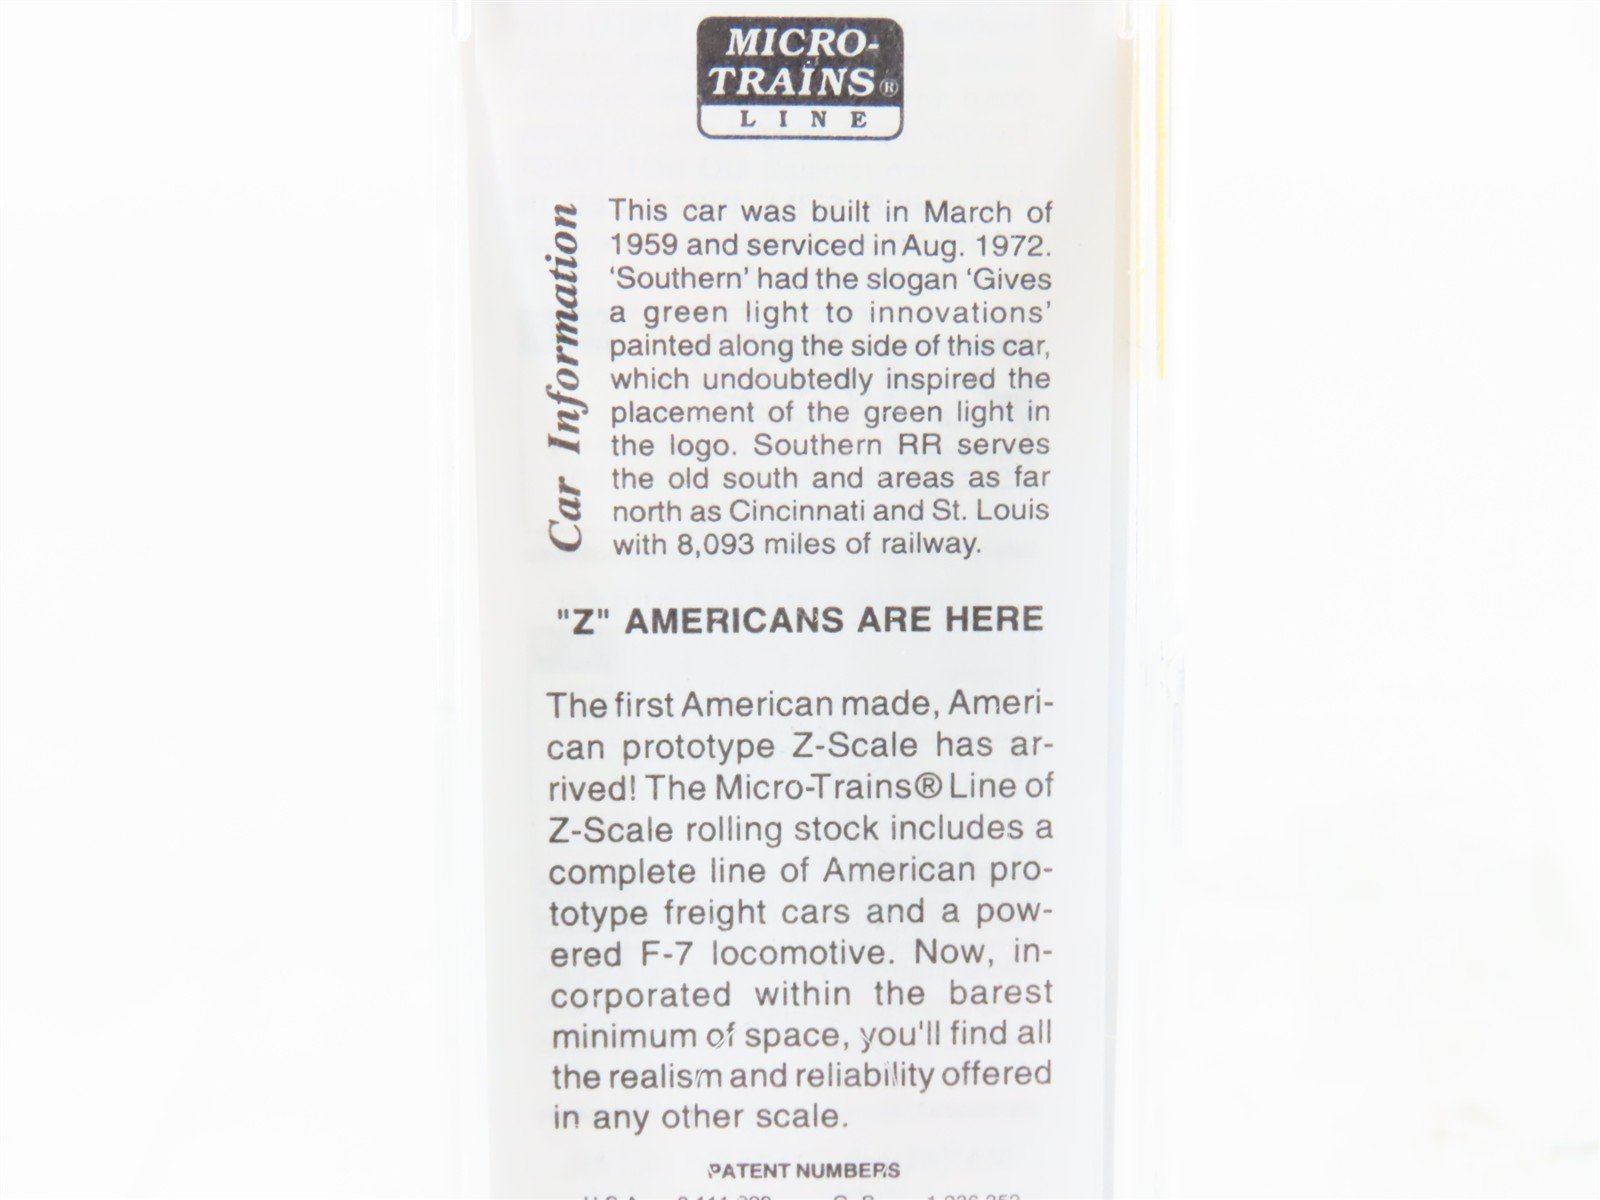 MICRO-
TRAINS®
LINE
Car Information
This car was built in March of
1959 and serviced in Aug. 1972.
‘Southern’ had the slogan ‘Gives
a green light to innovations’
painted along the side of this car,
which undoubtedly inspired the
placement of the green light in
the logo. Southern RR serves
the old south and areas as far
north as Cincinnati and St. Louis
with 8,093 miles of railway.
"Z" AMERICANS ARE HERE
The first American made, Ameri-
can prototype Z-Scale has ar-
rived! The Micro-Trains® Line of
Z-Scale rolling stock includes a
complete line of American pro-
totype freight cars and a pow-
ered F-7 locomotive. Now, in-
corporated within the barest
minimum of space, you'll find all
the realism and reliability offered
in any other scale.
PATENT NUMBERS